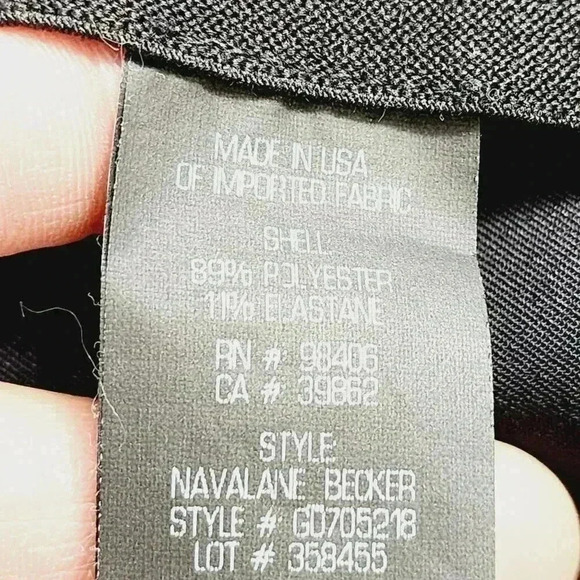 MADE IN USA
OF IMPORTED FABRIC
SHELL:
89% POLYESTER
11% ELASTANE
RN # 98406
CA # 39862
STYLE:
NAVALANE BECKER
STYLE # GD705218
LOT # 358455